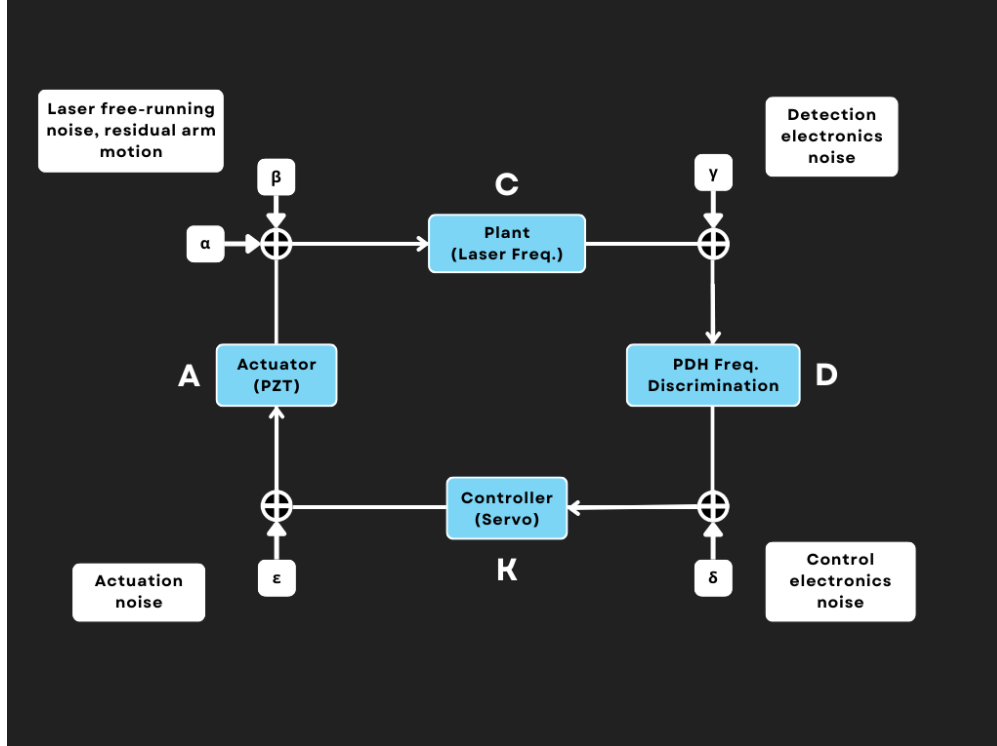 Laser free-running
noise, residual arm
motion
β
α
C
Plant
(Laser Freq.)
γ
Detection
electronics
noise
A
Actuator
(PZT)
PDH Freq.
Discrimination
D
Controller
(Servo)
K
Actuation
noise
ε
δ
Control
electronics
noise